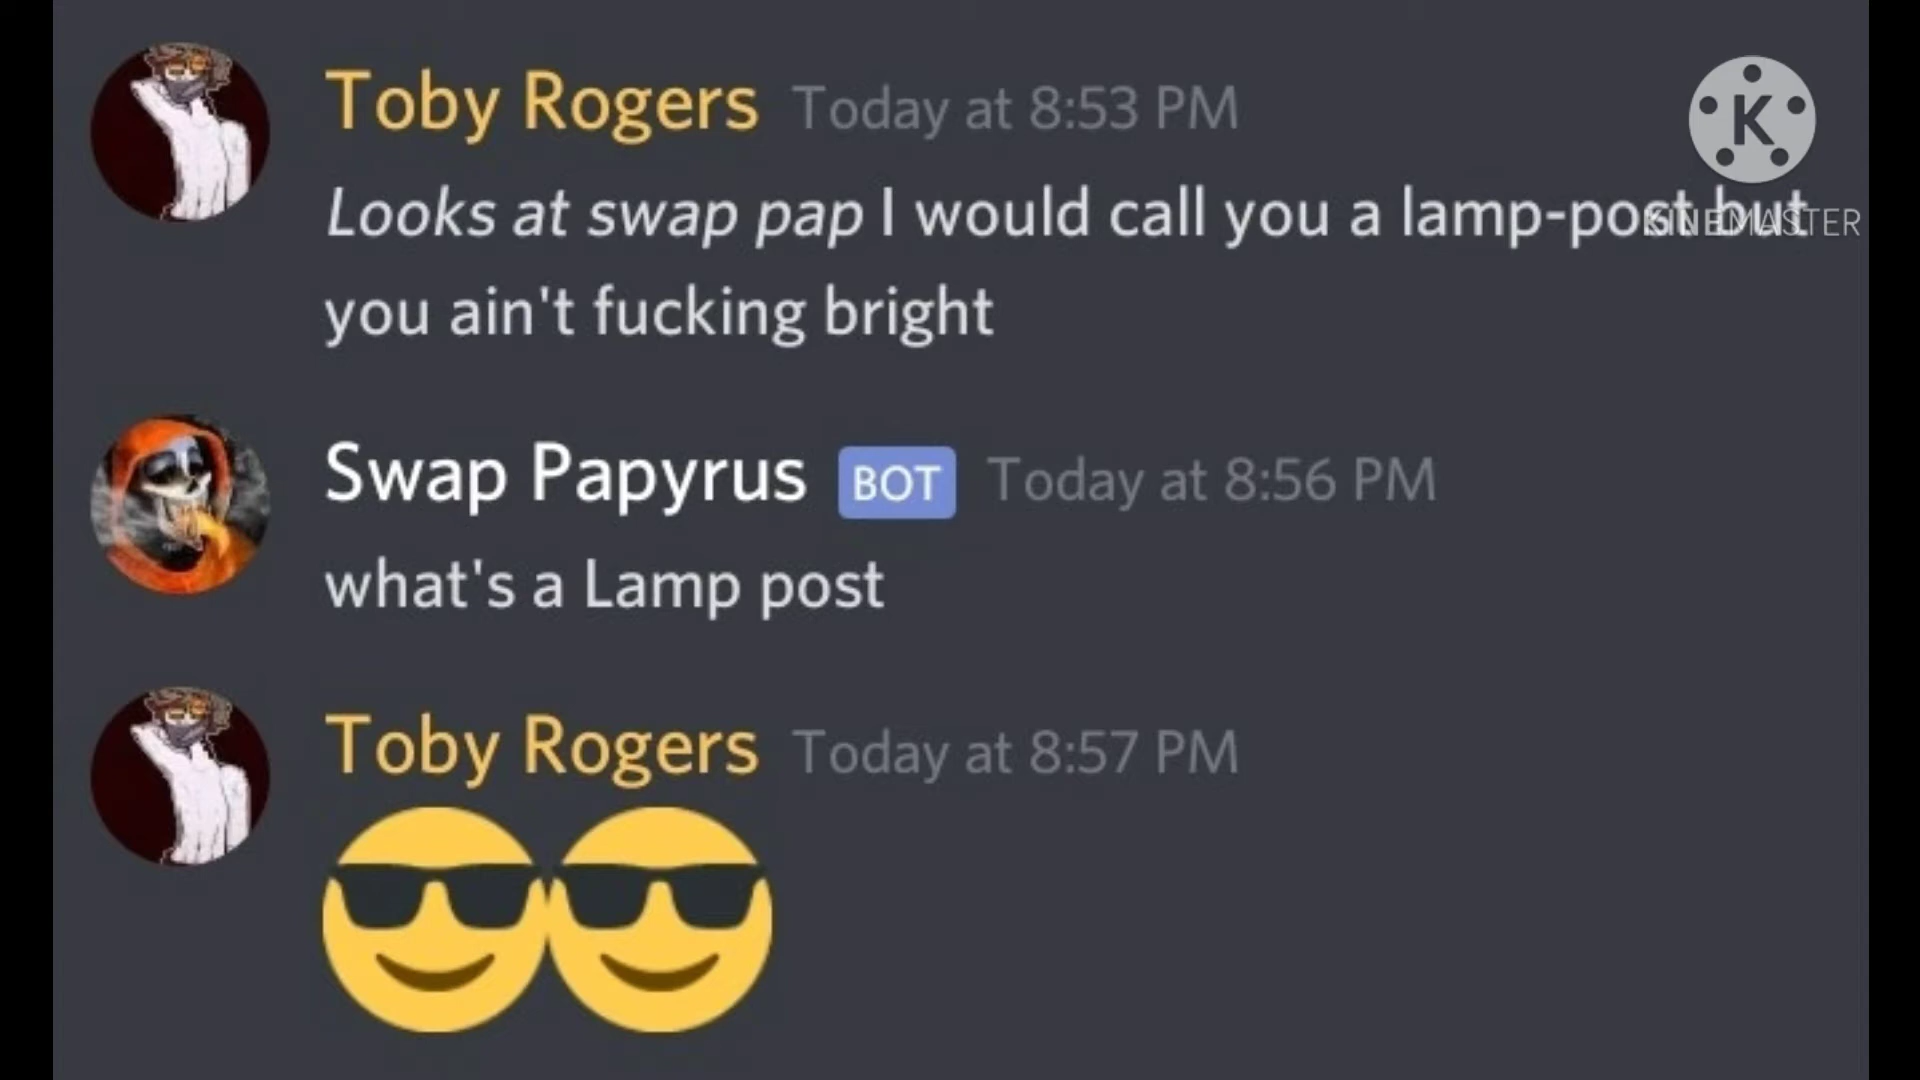 Toby Rogers Today at 8:53 PM
K
Looks at swap pap I would call you a lamp-post but
KINEMASTER
you ain't fucking bright
Swap Papyrus BOT Today at 8:56 PM
what's a Lamp post
Toby Rogers Today at 8:57 PM